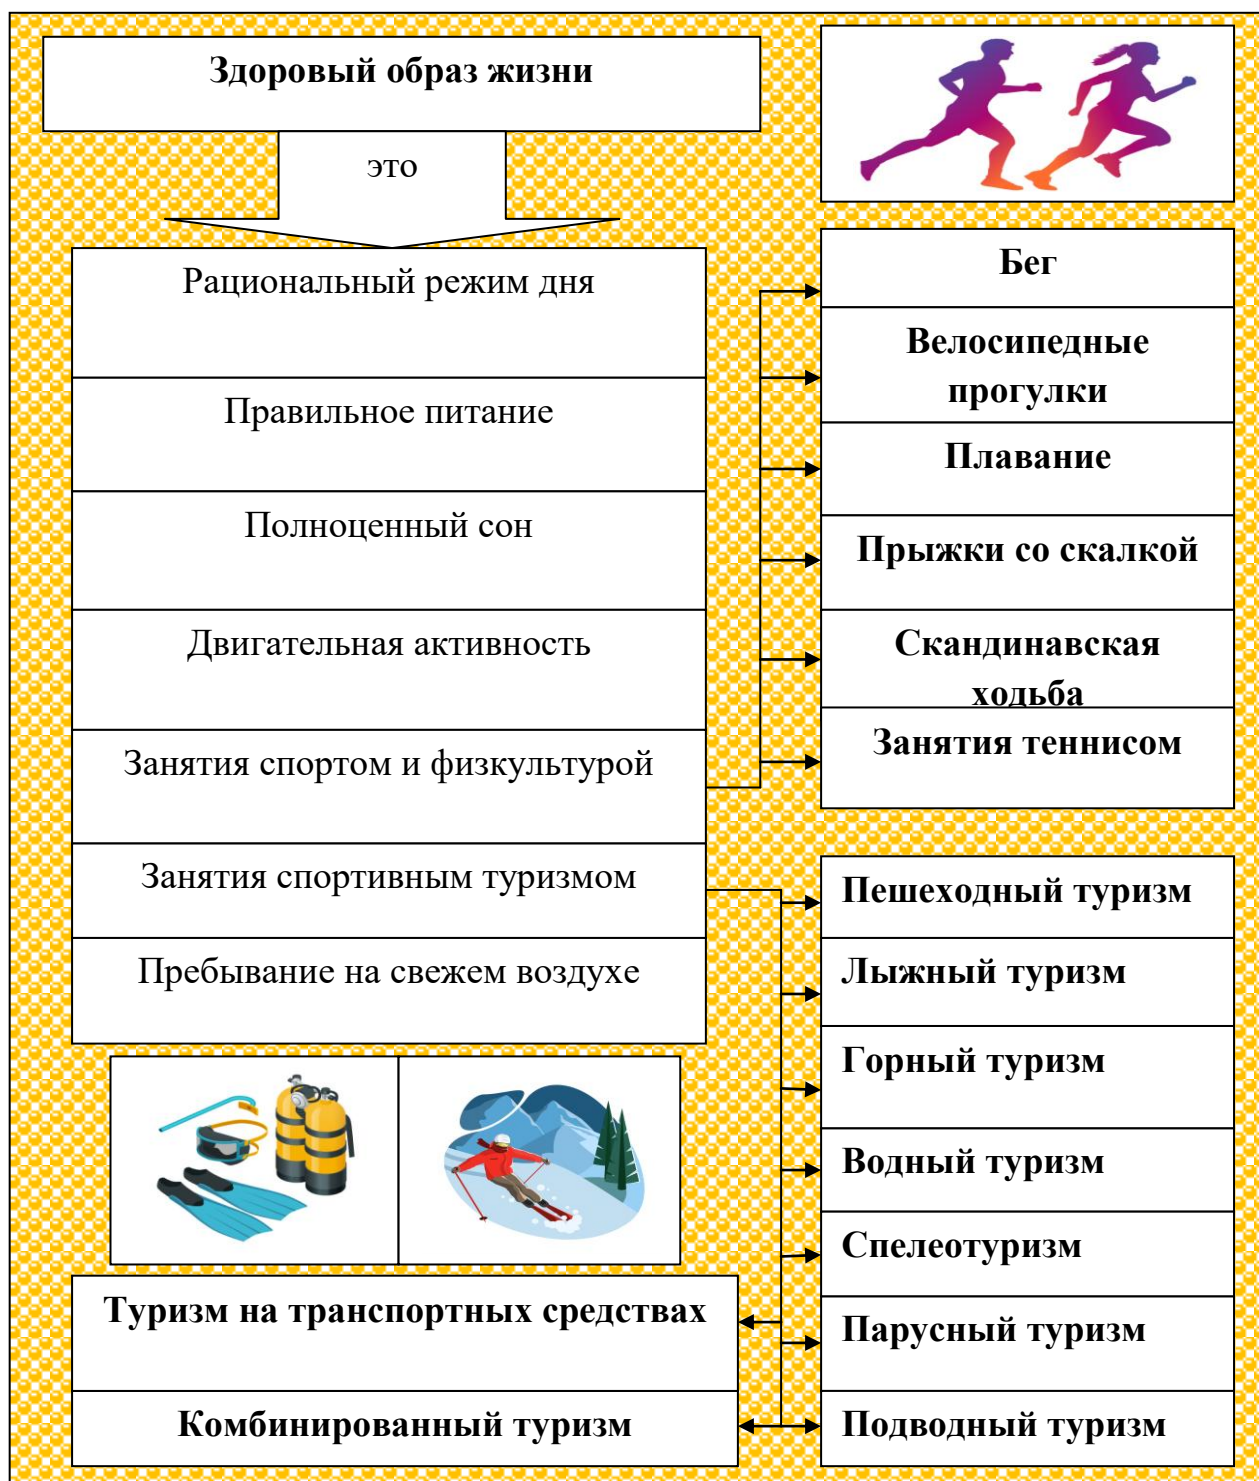 Здоровый образ жизни
это
Рациональный режим дня
Правильное питание
Полноценный сон
Двигательная активность
Занятия спортом и физкультурой
Занятия спортивным туризмом
Пребывание на свежем воздухе
Бег
Велосипедные
прогулки
Плавание
Прыжки со скалкой
Скандинавская
ходьба
Занятия теннисом
Пешеходный туризм
Лыжный туризм
Горный туризм
Водный туризм
Спелеотуризм
Парусный туризм
Подводный туризм
Туризм на транспортных средствах
Комбинированный туризм